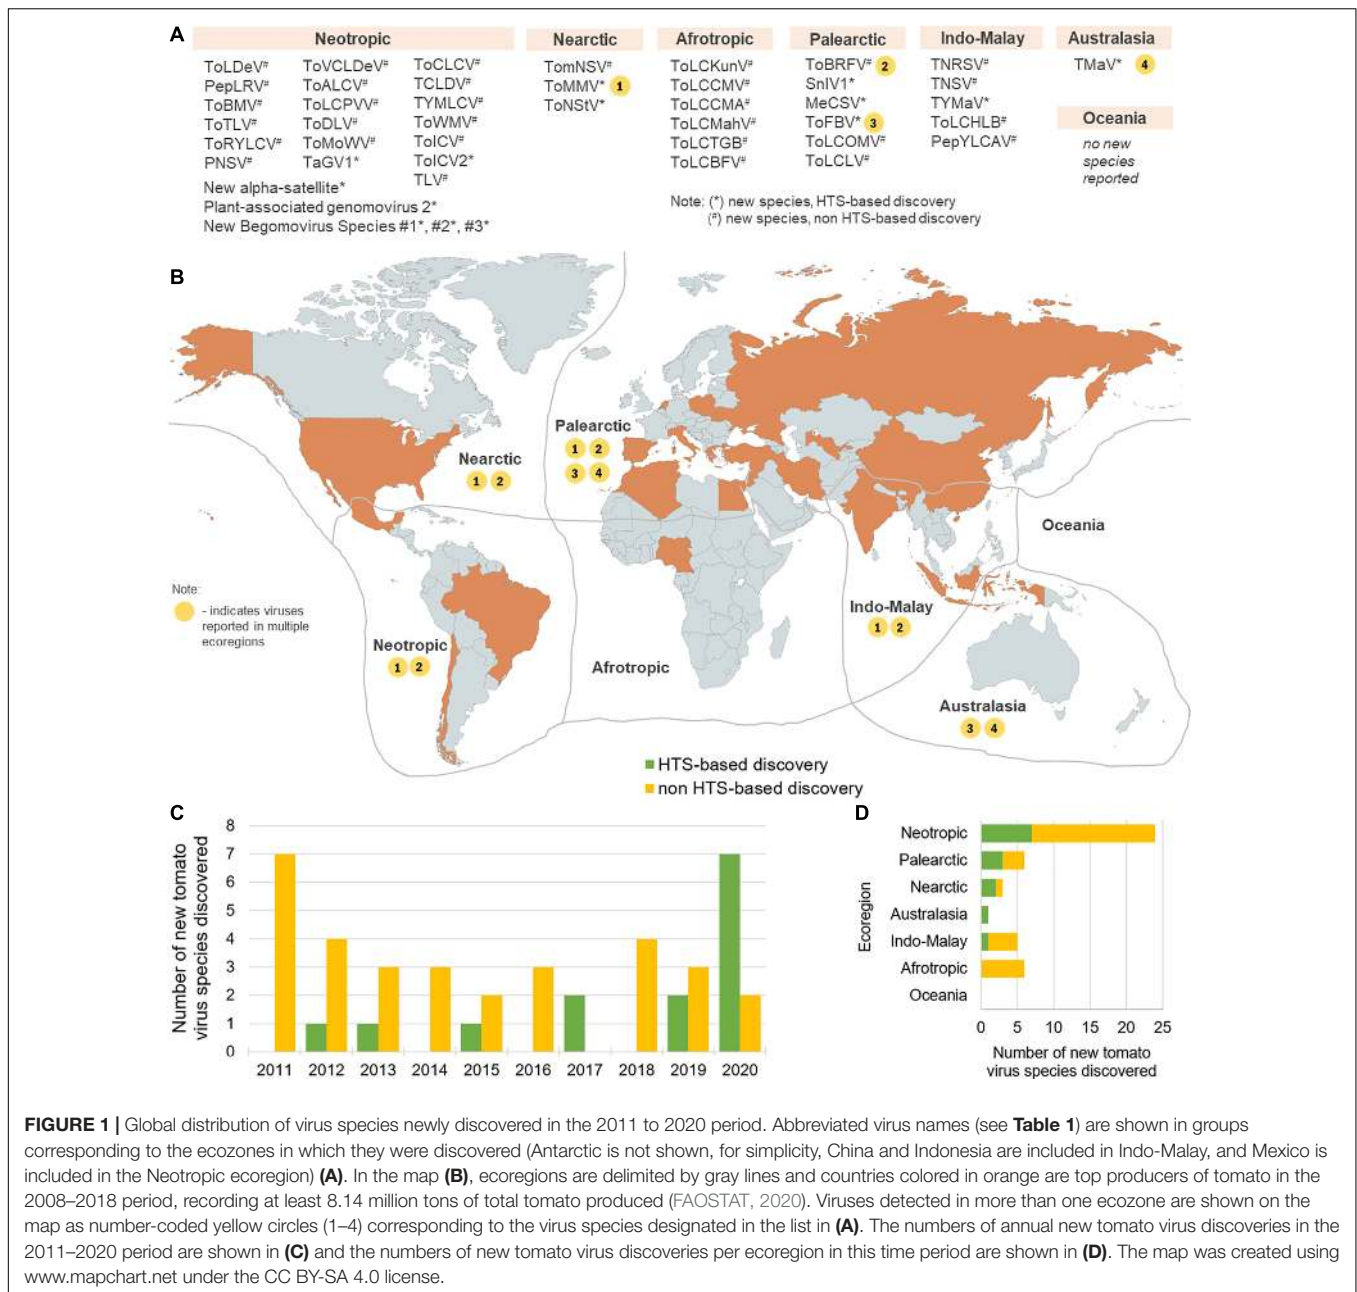 A
Neotropic
ToLDeV#
PepLRV#
ToBMV#
ToTLV#
ToRYLCV#
PNSV#
ToVCLDeV#
ToALCV#
ToLCPVV#
ToDLV#
ToMoWV#
TaGV1*
ToCLCV#
TCLDV#
TYMLCV#
ToWMV#
ToICV#
ToICV2*
TLV#
New alpha-satellite*
Plant-associated genomovirus 2*
New Begomovirus Species #1*, #2*, #3*
Nearctic
TomNSV#
ToMMV* 1
ToNStV*
Afrotropic
ToLCKunV#
ToLCCMV#
ToLCCMA#
ToLCMahV#
ToLCTGB#
ToLCBFV#
Palearctic
ToBRFV# 2
SnIV1*
MeCSV*
ToFBV* 3
ToLCOMV#
ToLCLV#
Indo-Malay
TNRSV#
TNSV#
TYMaV*
ToLCHLB#
PepYLCAV#
Australasia
TMaV* 4
Oceania
no new
species
reported
Note: (*) new species, HTS-based discovery
(#) new species, non HTS-based discovery
B
Nearctic
1 2
Palearctic
1 2
3 4
Oceania
Note:
- indicates viruses
reported in multiple
ecoregions
Neotropic
1 2
Afrotropic
Indo-Malay
1 2
Australasia
3 4
HTS-based discovery
non HTS-based discovery
C
Number of new tomato
virus species discovered
8
7
6
5
4
3
2
1
0
2011 2012 2013 2014 2015 2016 2017 2018 2019 2020
D
Ecoregion
Neotropic
Palearctic
Nearctic
Australasia
Indo-Malay
Afrotropic
Oceania
0 5 10 15 20 25
Number of new tomato
virus species discovered
FIGURE 1 | Global distribution of virus species newly discovered in the 2011 to 2020 period. Abbreviated virus names (see Table 1) are shown in groups
corresponding to the ecozones in which they were discovered (Antarctic is not shown, for simplicity, China and Indonesia are included in Indo-Malay, and Mexico is
included in the Neotropic ecoregion) (A). In the map (B), ecoregions are delimited by gray lines and countries colored in orange are top producers of tomato in the
2008–2018 period, recording at least 8.14 million tons of total tomato produced (FAOSTAT, 2020). Viruses detected in more than one ecozone are shown on the
map as number-coded yellow circles (1–4) corresponding to the virus species designated in the list in (A). The numbers of annual new tomato virus discoveries in the
2011–2020 period are shown in (C) and the numbers of new tomato virus discoveries per ecoregion in this time period are shown in (D). The map was created using
www.mapchart.net under the CC BY-SA 4.0 license.